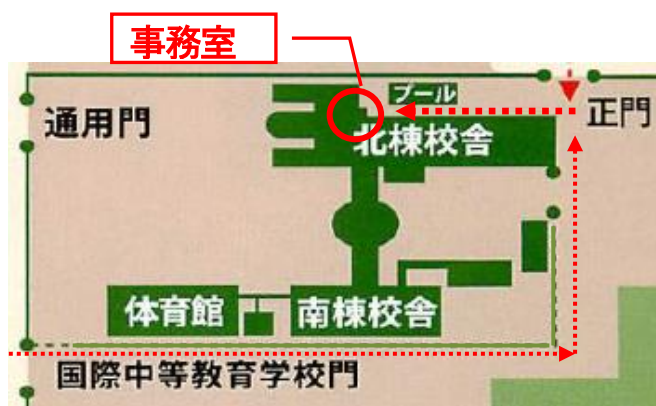 事務室
プール
通用門
正門
北棟校舎
体育館
南棟校舎
国際中等教育学校門